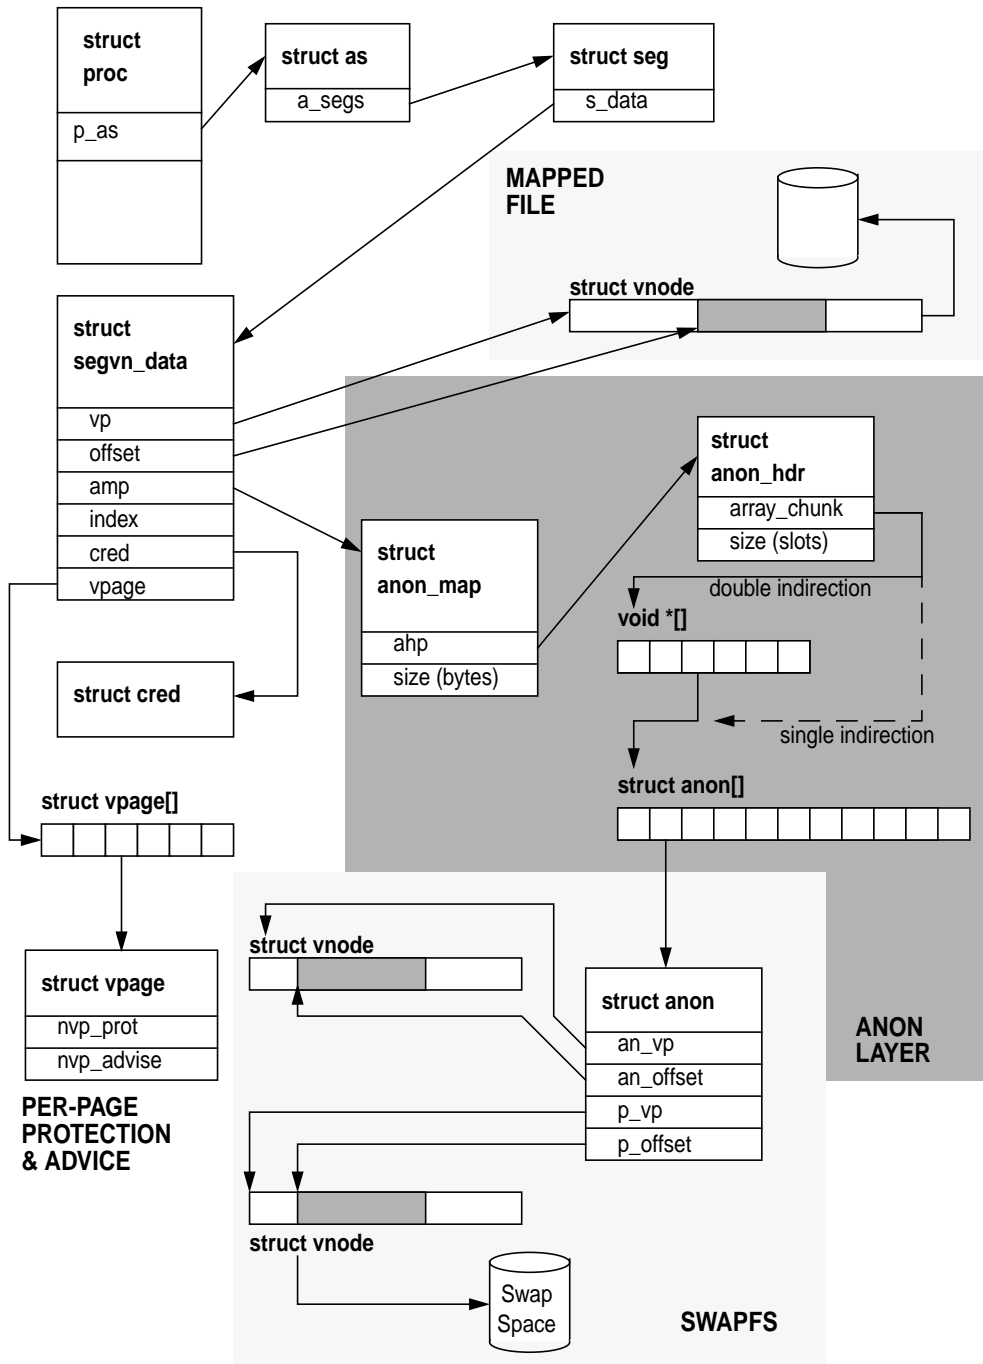 struct
proc
p_as
struct as
a_segs
struct seg
s_data
MAPPED
FILE
struct vnode
struct
segvn_data
vp
offset
amp
index
cred
vpage
struct
anon_hdr
array_chunk
size (slots)
struct
anon_map
ahp
size (bytes)
double indirection
void *[]
single indirection
struct anon[]
struct cred
struct vpage[]
struct vpage
nvp_prot
nvp_advise
PER-PAGE
PROTECTION
& ADVICE
struct vnode
struct anon
an_vp
an_offset
p_vp
p_offset
ANON
LAYER
struct vnode
Swap
Space
SWAPFS